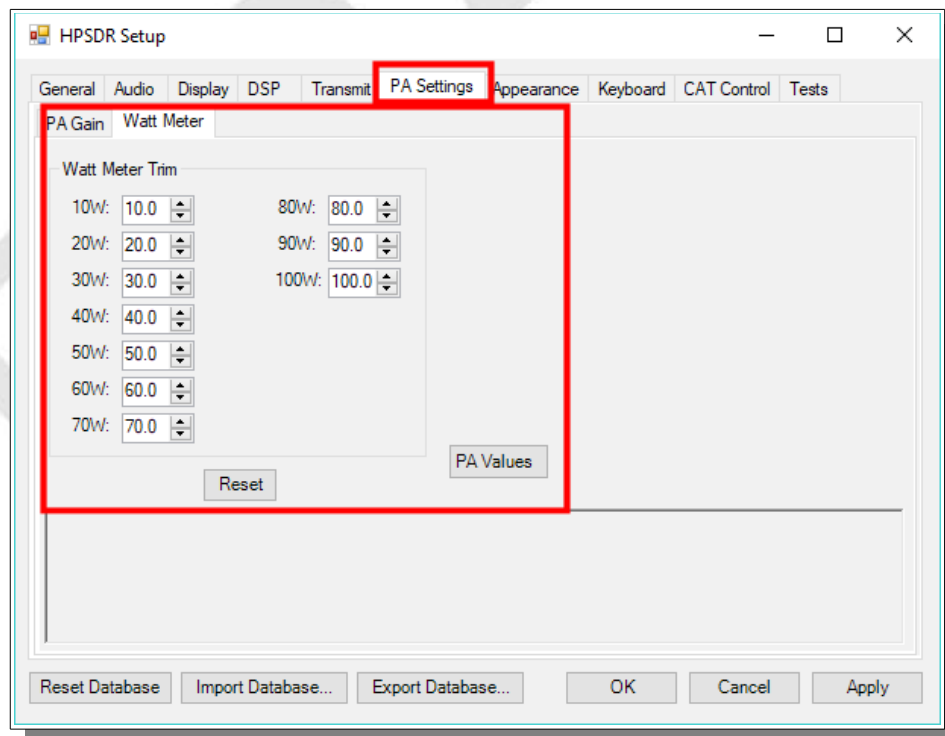 HPSDR Setup
General Audio Display DSP Transmit PA Settings Appearance Keyboard CAT Control Tests
PA Gain Watt Meter
Watt Meter Trim
10W: 10.0 80W: 80.0
20W: 20.0 90W: 90.0
30W: 30.0 100W: 100.0
40W: 40.0
50W: 50.0
60W: 60.0
70W: 70.0
PA Values
Reset
Reset Database Import Database... Export Database... OK Cancel Apply